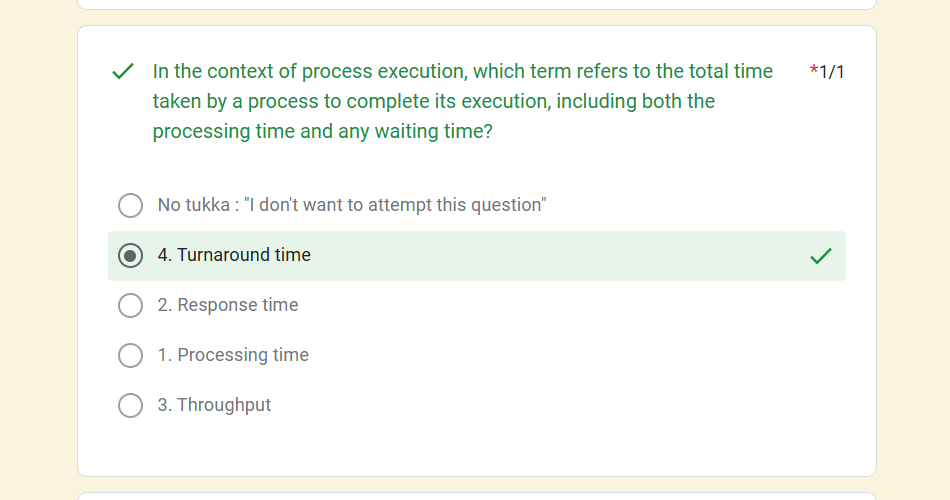 In the context of process execution, which term refers to the total time
*1/1
taken by a process to complete its execution, including both the
processing time and any waiting time?
No tukka : "I don't want to attempt this question"
4. Turnaround time
2. Response time
1. Processing time
3. Throughput